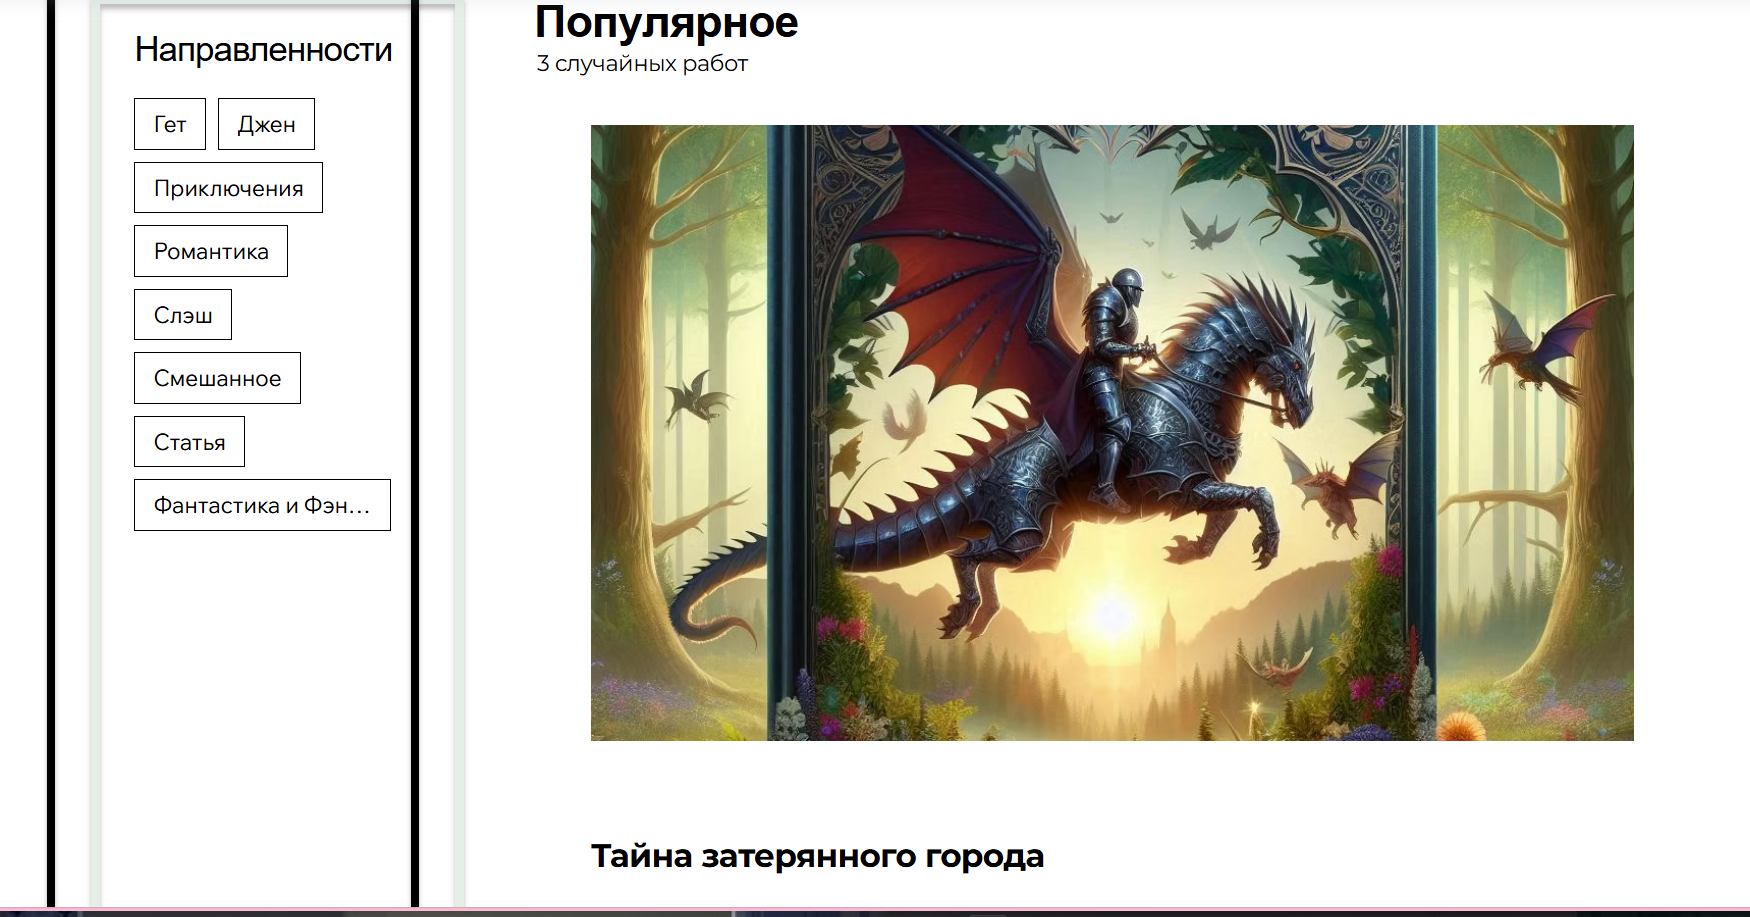 Направленности
Гет
Джен
Приключения
Романтика
Слэш
Смешанное
Статья
Фантастика и Фэн...
Популярное
3 случайных работ
Тайна затерянного города